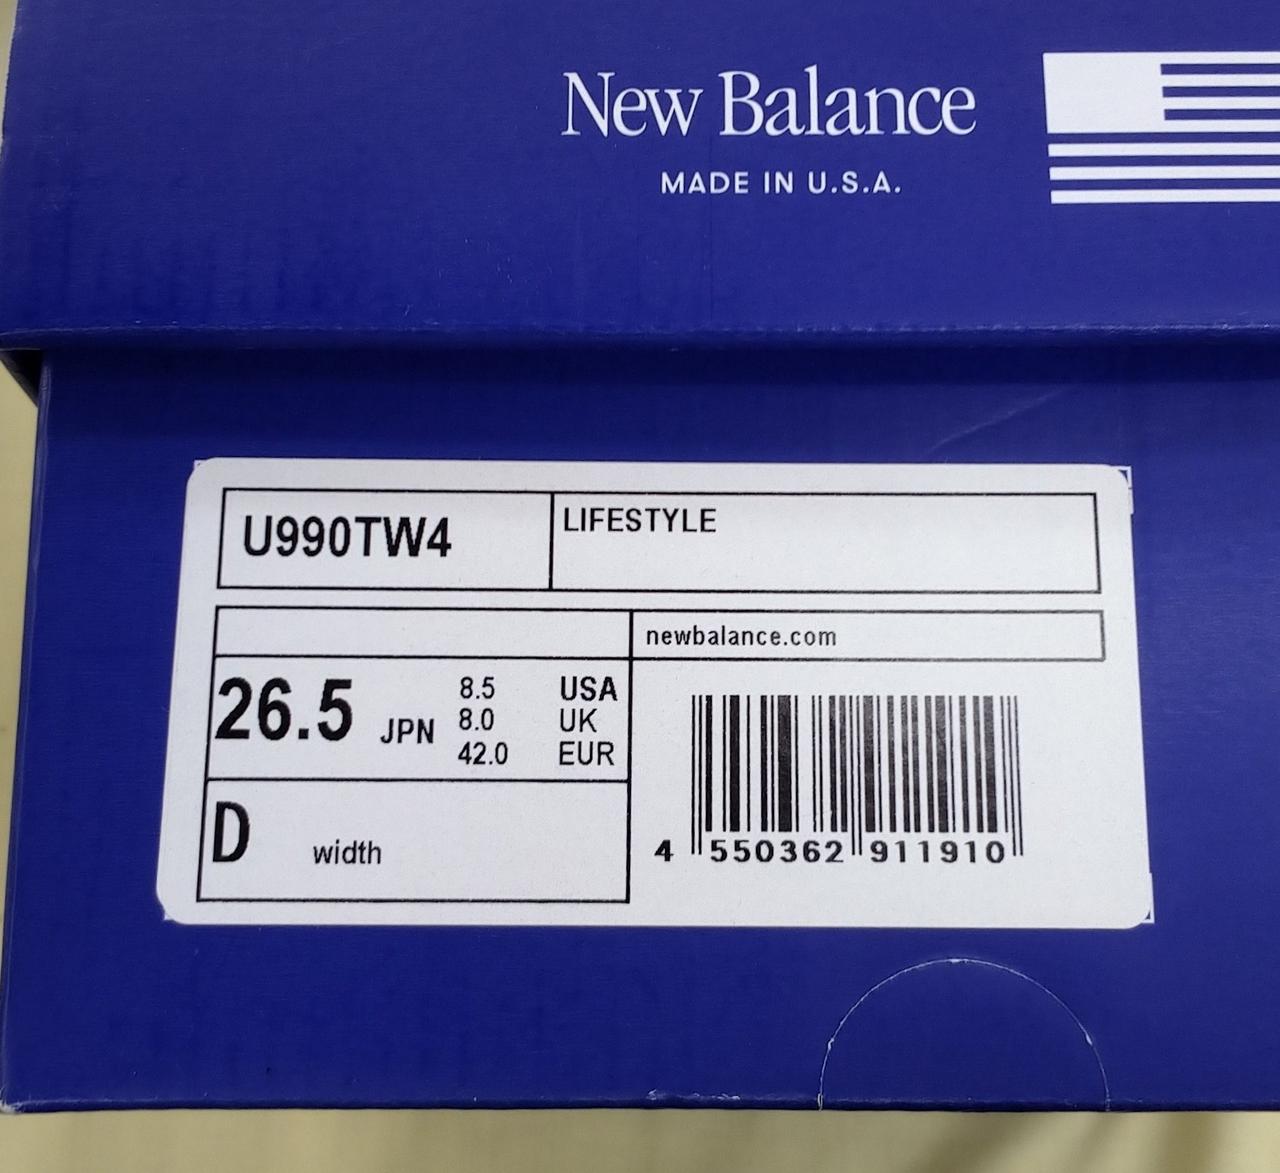 New Balance
MADE IN U.S.A.
U990TW4
LIFESTYLE
newbalance.com
26.5 JPN
8.5 USA
8.0 UK
42.0 EUR
D width
4 550362 911910